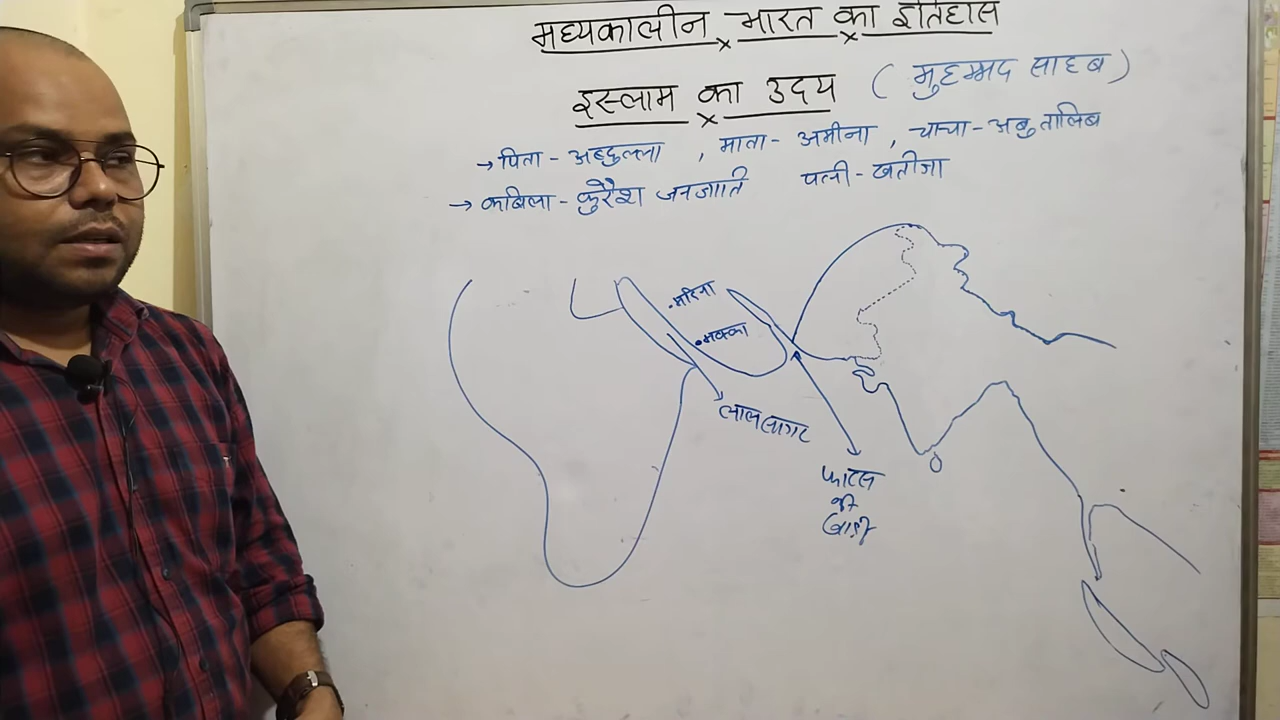 मध्यकालीन भारत का इतिहास
इस्लाम का उदय ( मुहम्मद साहब )
→ पिता - अब्दुल्ला , माता - अमीना , चाचा - अबु तालिब
→ कबिला - कुरैश जनजाति पत्नी - खतीजा
मदिना
मक्का
लाल सागर
फारस
की
खाड़ी